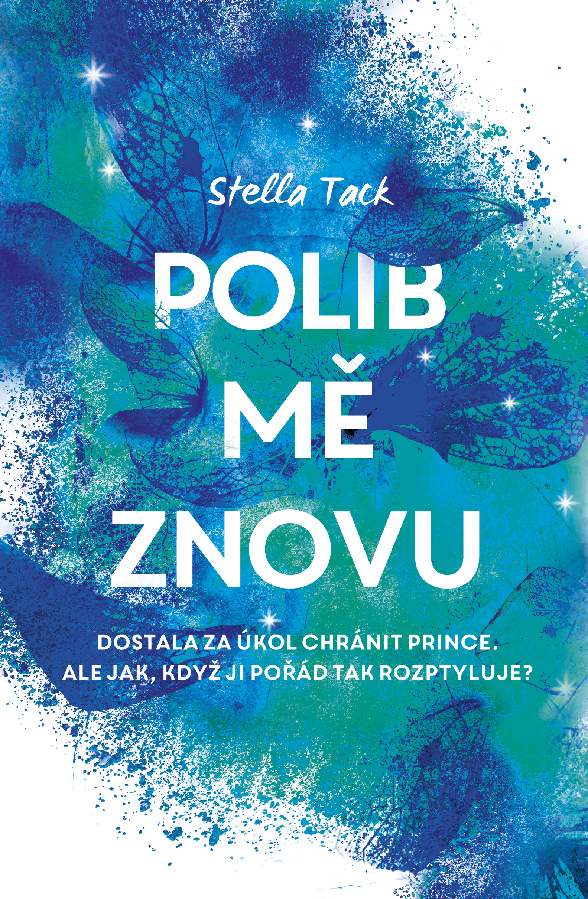 Stella Tack
POLIB
MĚ
ZNOVU
DOSTALA ZA ÚKOL CHRÁNIT PRINCE.
ALE JAK, KDYŽ JI POŘÁD TAK ROZPTYLUJE?